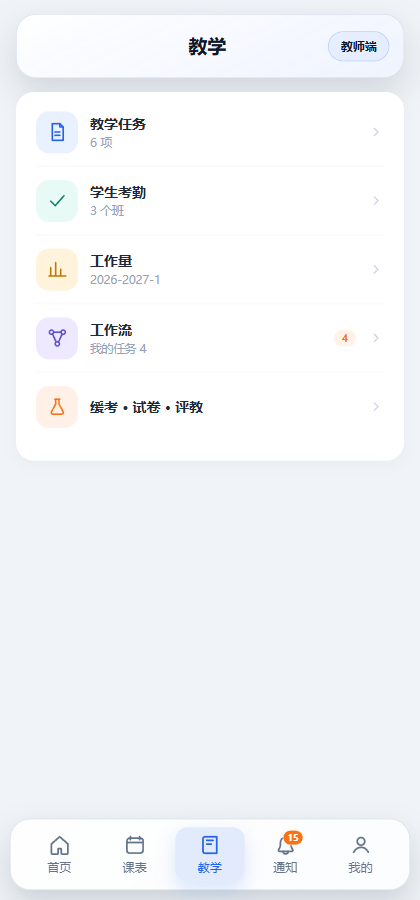 教学
教师端
教学任务
6 项
学生考勤
3 个班
工作量
2026-2027-1
工作流
我的任务 4
4
缓考 • 试卷 • 评教
首页
课表
教学
15
通知
我的